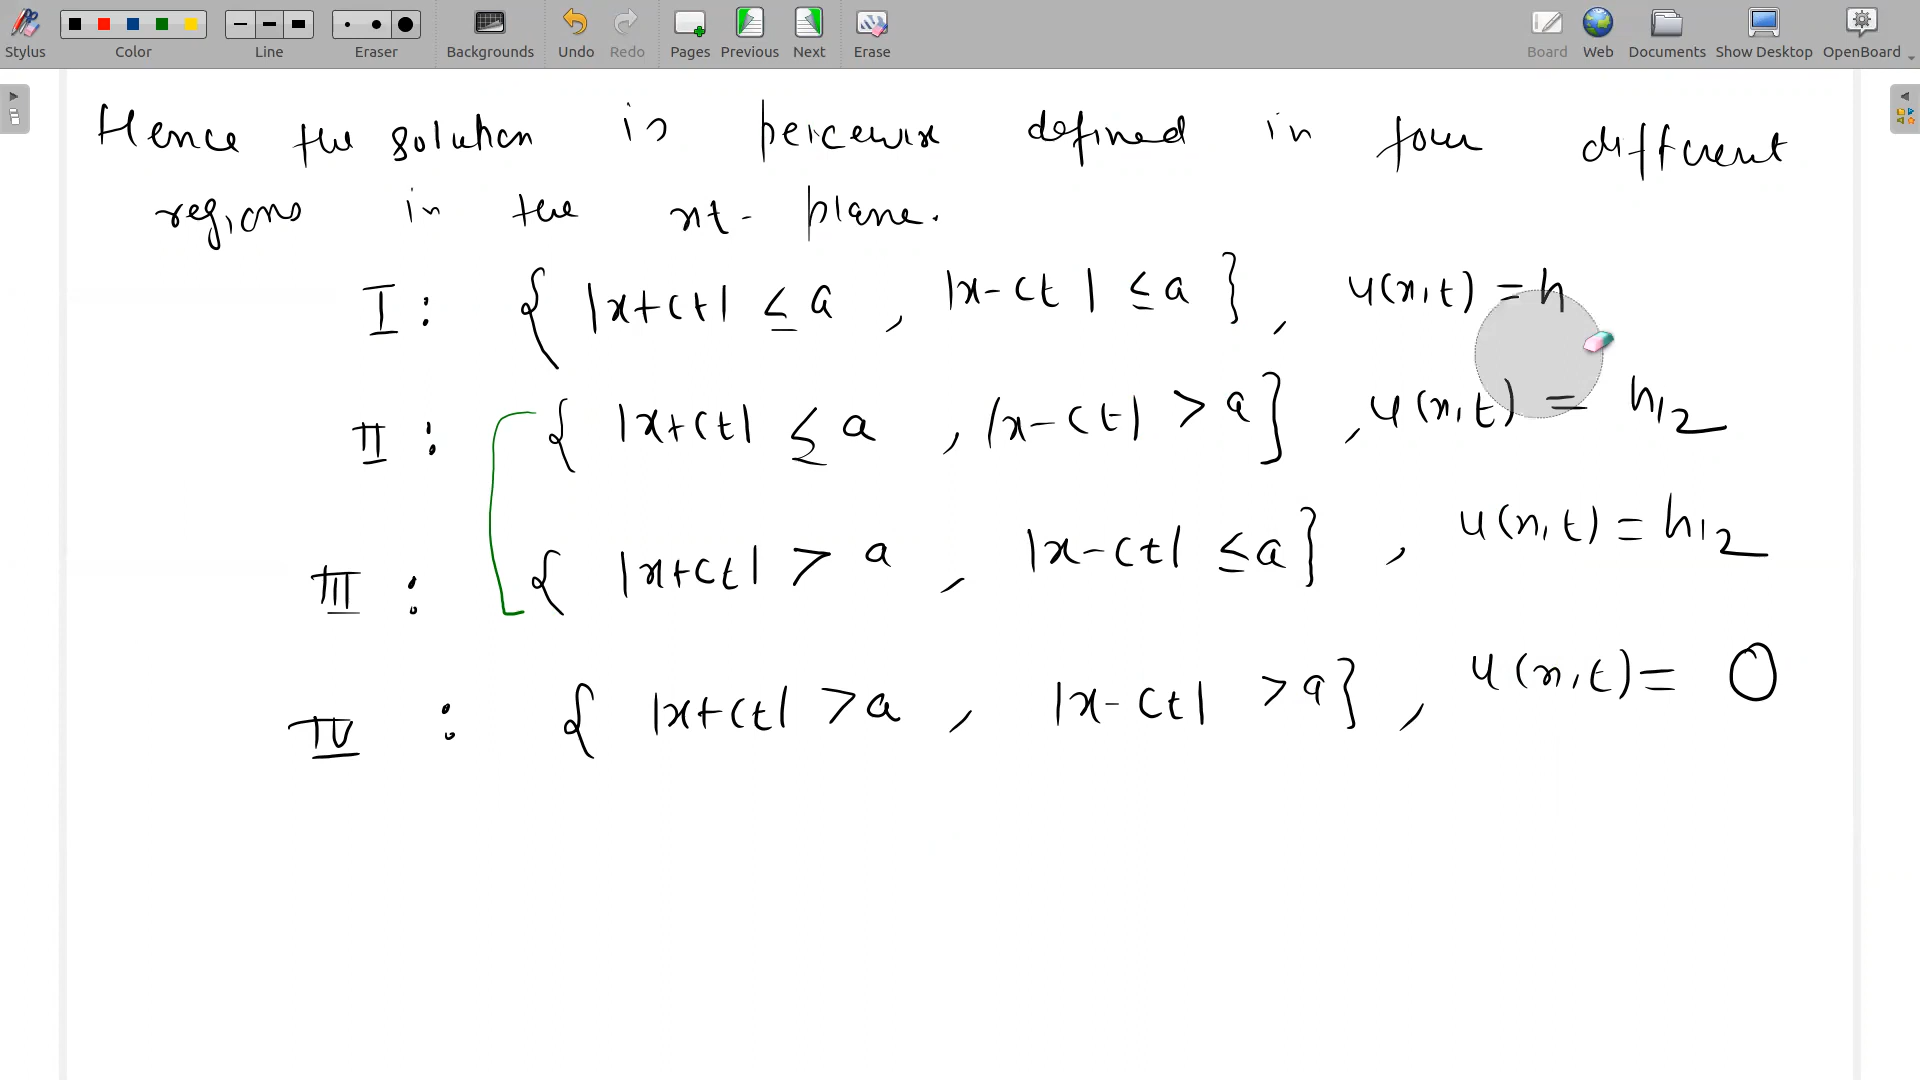 Stylus Color Line Eraser Backgrounds Undo Redo Pages Previous Next Erase Board Web Documents Show Desktop OpenBoard
Hence the solution is peicewise defined in four different
regions in the xt- plane.
I : { |x+ct| ≤ a , |x-ct| ≤ a }, u(x,t) = h
II : { |x+ct| ≤ a , |x-ct| > a }, u(x,t) = h/2
III : { |x+ct| > a , |x-ct| ≤ a } , u(x,t) = h/2
IV : { |x+ct| > a , |x-ct| > a } , u(x,t) = 0